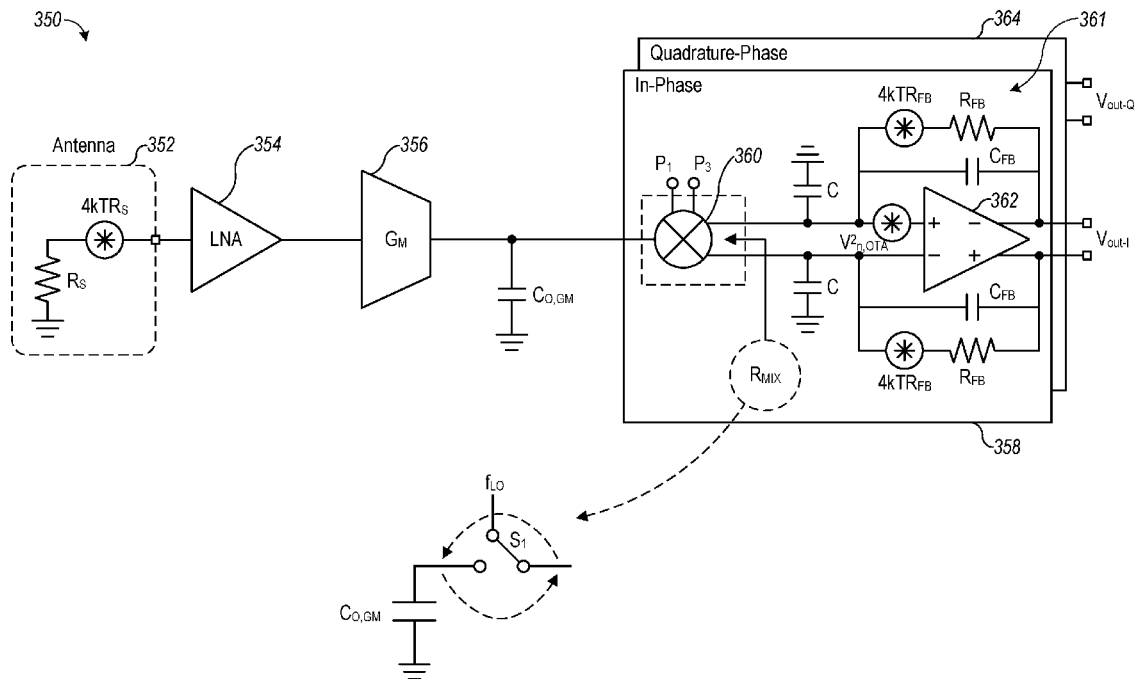 350
364
361
Quadrature-Phase
In-Phase
4kTRFB
RFB
Vout-Q
CFB
Antenna
352
354
356
360
P1
P3
C
362
4kTRS
LNA
GM
+
−
V²n,OTA
−
+
Vout-I
RS
CO,GM
C
CFB
RMIX
4kTRFB
RFB
358
fLO
S1
CO,GM